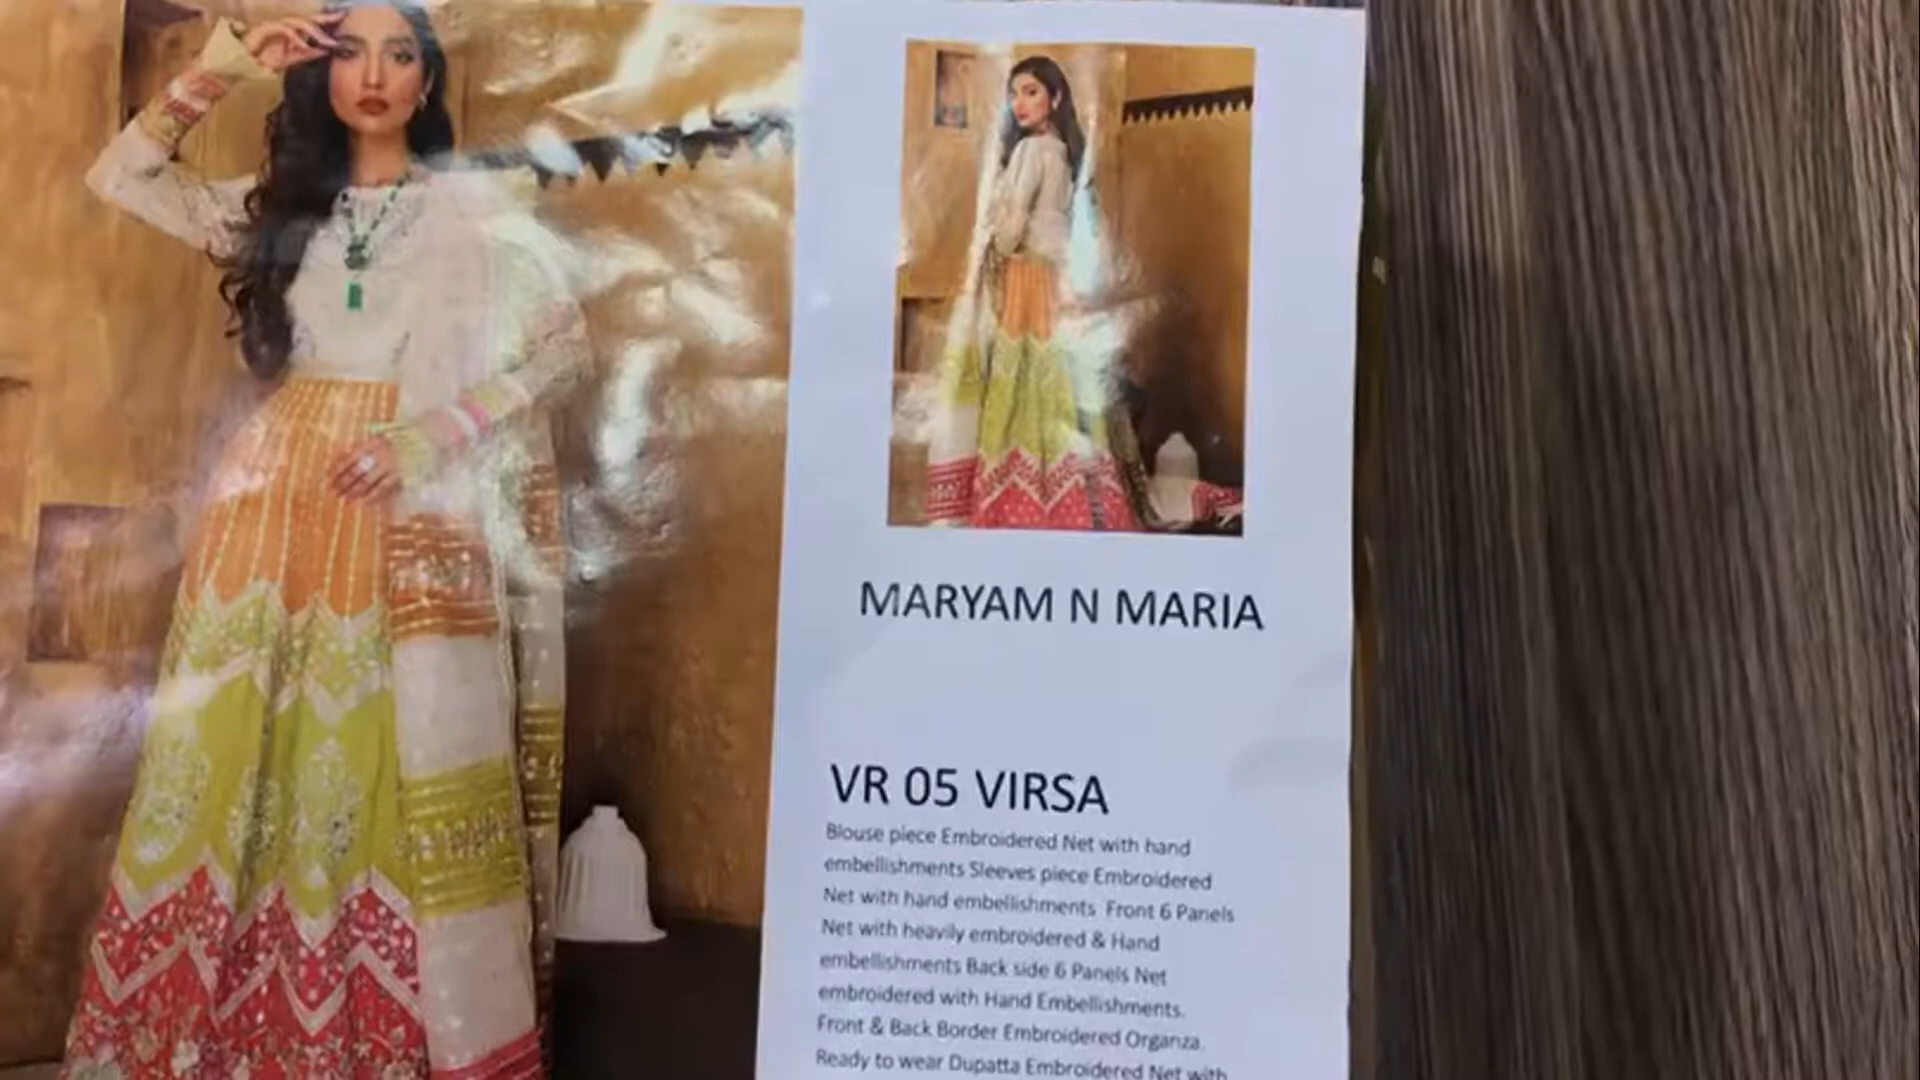 MARYAM N MARIA
VR 05 VIRSA
Blouse piece Embroidered Net with hand
embellishments Sleeves piece Embroidered
Net with hand embellishments Front 6 Panels
Net with heavily embroidered & Hand
embellishments Back side 6 Panels Net
embroidered with Hand Embellishments.
Front & Back Border Embroidered Organza.
Ready to wear Dupatta Embroidered Net with